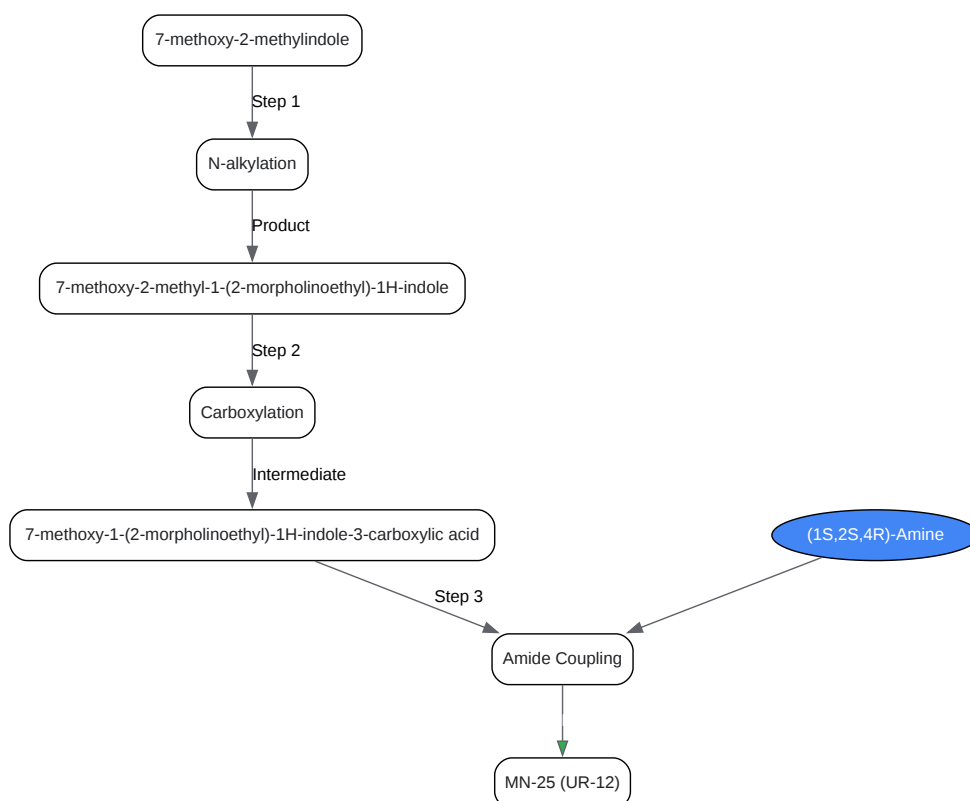 7-methoxy-2-methylindole
Step 1
N-alkylation
Product
7-methoxy-2-methyl-1-(2-morpholinoethyl)-1H-indole
Step 2
Carboxylation
Intermediate
7-methoxy-1-(2-morpholinoethyl)-1H-indole-3-carboxylic acid
(1S,2S,4R)-Amine
Step 3
Amide Coupling
MN-25 (UR-12)